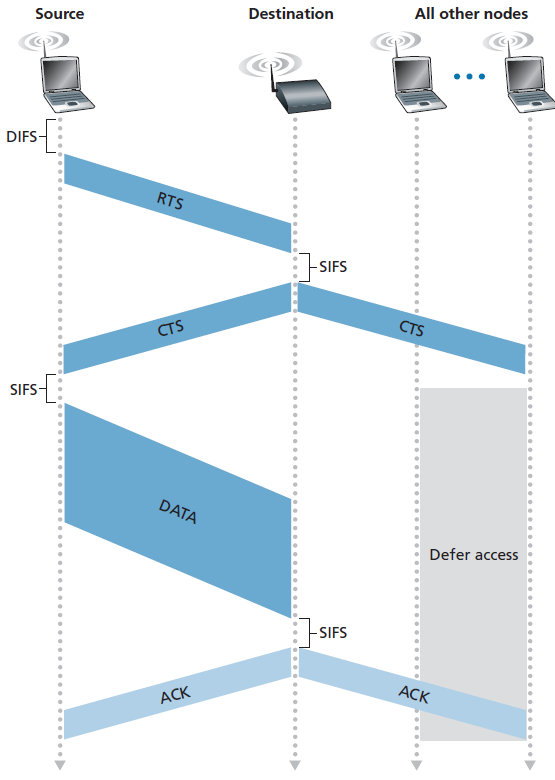 Source
Destination
All other nodes
DIFS
RTS
SIFS
CTS
CTS
SIFS
DATA
Defer access
SIFS
ACK
ACK